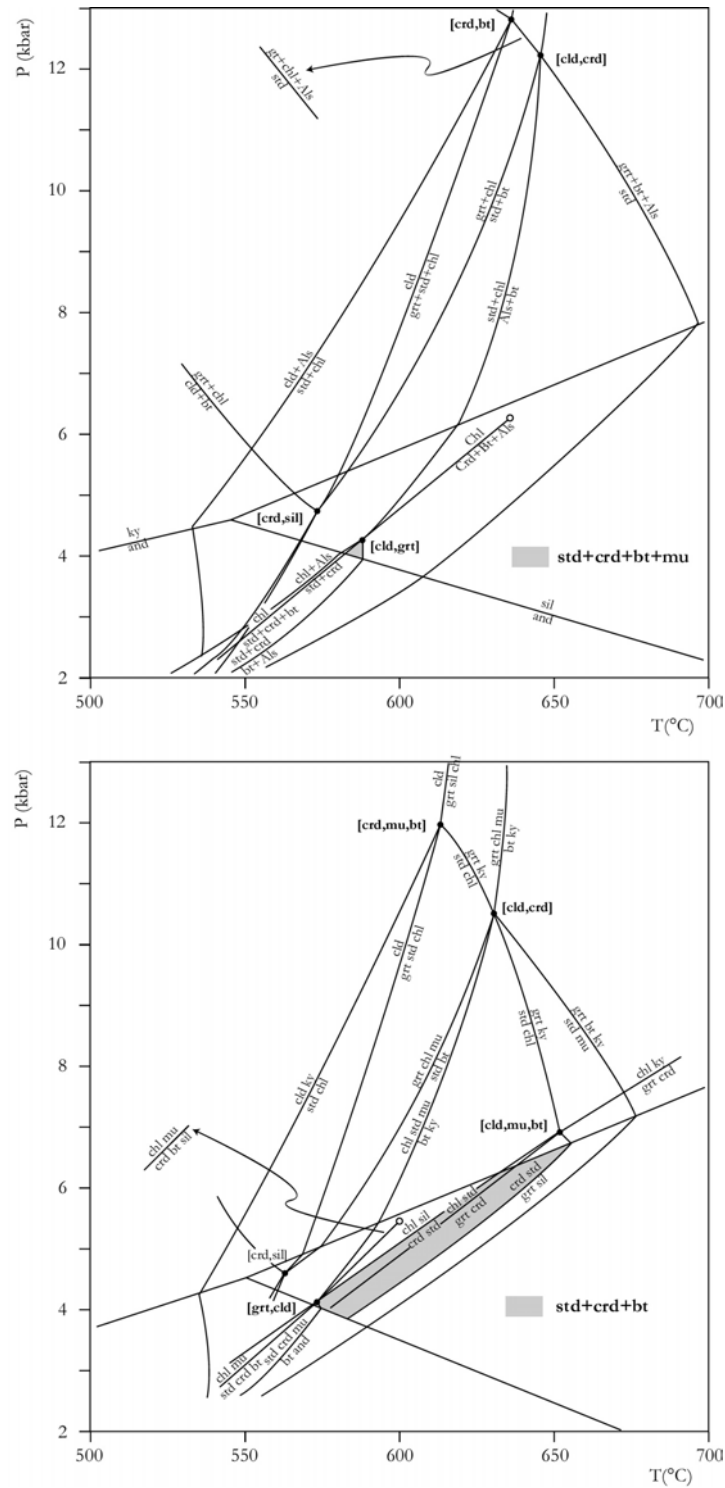 P (kbar)
12
10
8
6
4
2
500
550
600
650
700
T(°C)
[crd,bt]
[cld,crd]
gr+chl+Als
std
grt+chl
std+bt
grt+bt+Als
std
cld
grt+std+chl
std+chl
Als+bt
cld+Als
std+chl
grt+chl
cld+bt
Chl
Crd+Bt+Als
ky
and
[crd,sil]
[cld,grt]
std+crd+bt+mu
chl+Als
std+crd
chl
std+crd+bt
std+crd
bt+Als
sil
and
P (kbar)
12
10
8
6
4
2
500
550
600
650
700
T(°C)
cld
grt sil chl
[crd,mu,bt]
grt chl mu
bt ky
grt ky
std chl
[cld,crd]
cld
grt std chl
grt ky
std chl
grt bt ky
std mu
cld ky
std chl
grt chl mu
std bt
chl std mu
bt ky
chl ky
grt crd
[cld,mu,bt]
chl mu
crd bt sil
chl std
grt crd
crd std
grt sil
chl sil
crd std
[crd,sil]
[grt,cld]
std+crd+bt
chl mu
std crd bt
std crd mu
bt and